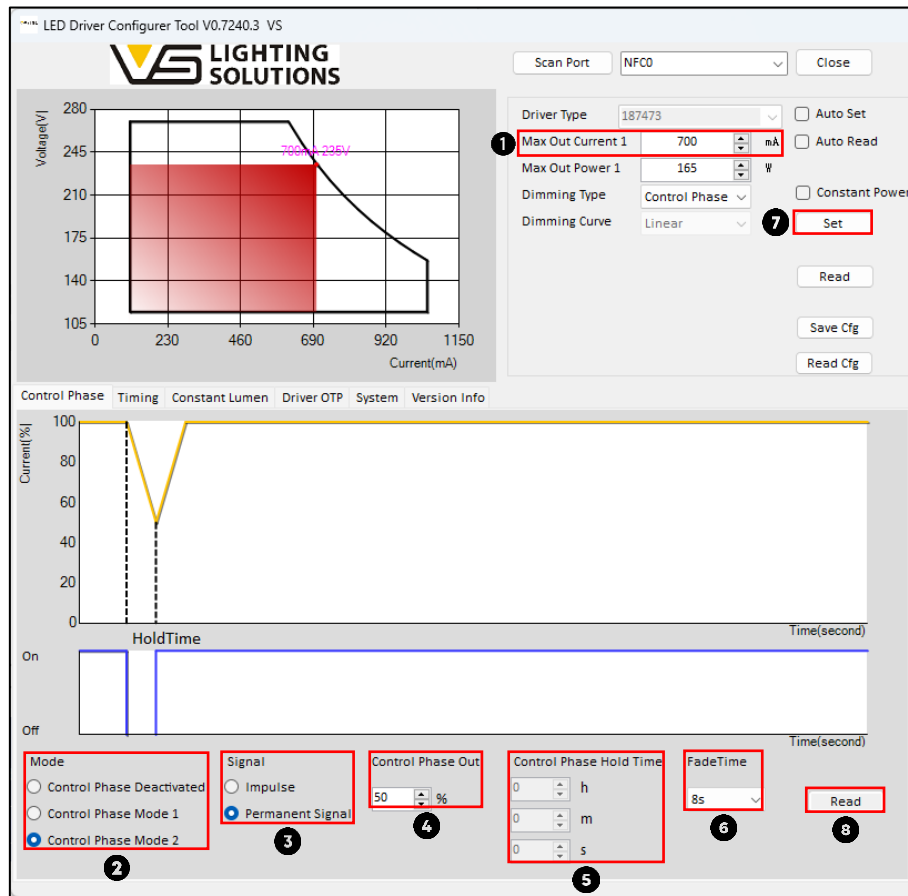 LED Driver Configurer Tool V0.7240.3 VS
VS LIGHTING SOLUTIONS
Scan Port NFC0 Close
Voltage(V|
280
245
210
175
140
105
700mA 235V
0 230 460 690 920 1150
Current(mA)
Driver Type 187473 Auto Set
1 Max Out Current 1 700 mA Auto Read
Max Out Power 1 165 W
Dimming Type Control Phase Constant Power
Dimming Curve Linear 7 Set
Read
Save Cfg
Read Cfg
Control Phase Timing Constant Lumen Driver OTP System Version Info
Current[%|
100
80
60
40
20
0
HoldTime
Time(second)
On
Off
Time(second)
Mode
Control Phase Deactivated
Control Phase Mode 1
Control Phase Mode 2
2
Signal
Impulse
Permanent Signal
3
Control Phase Out
50 %
4
Control Phase Hold Time
0 h
0 m
0 s
5
FadeTime
8s
6
Read
8